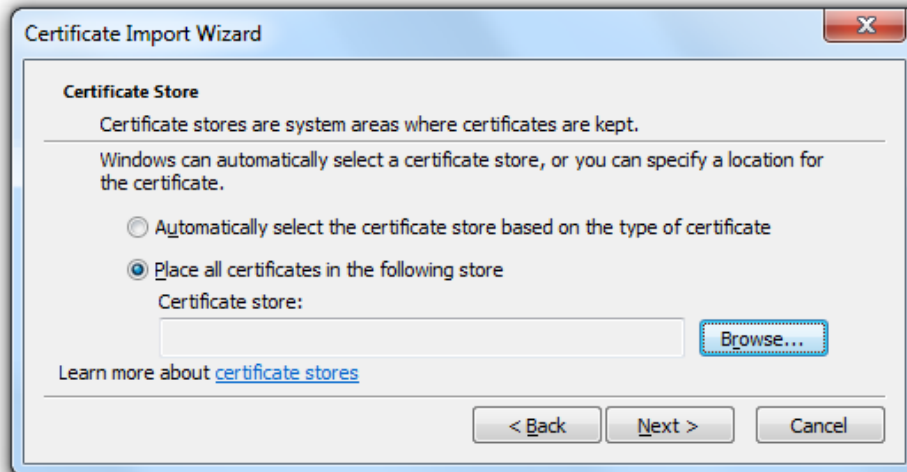 Certificate Import Wizard
Certificate Store
Certificate stores are system areas where certificates are kept.
Windows can automatically select a certificate store, or you can specify a location for
the certificate.
Automatically select the certificate store based on the type of certificate
Place all certificates in the following store
Certificate store:
Browse...
Learn more about certificate stores
< Back Next > Cancel